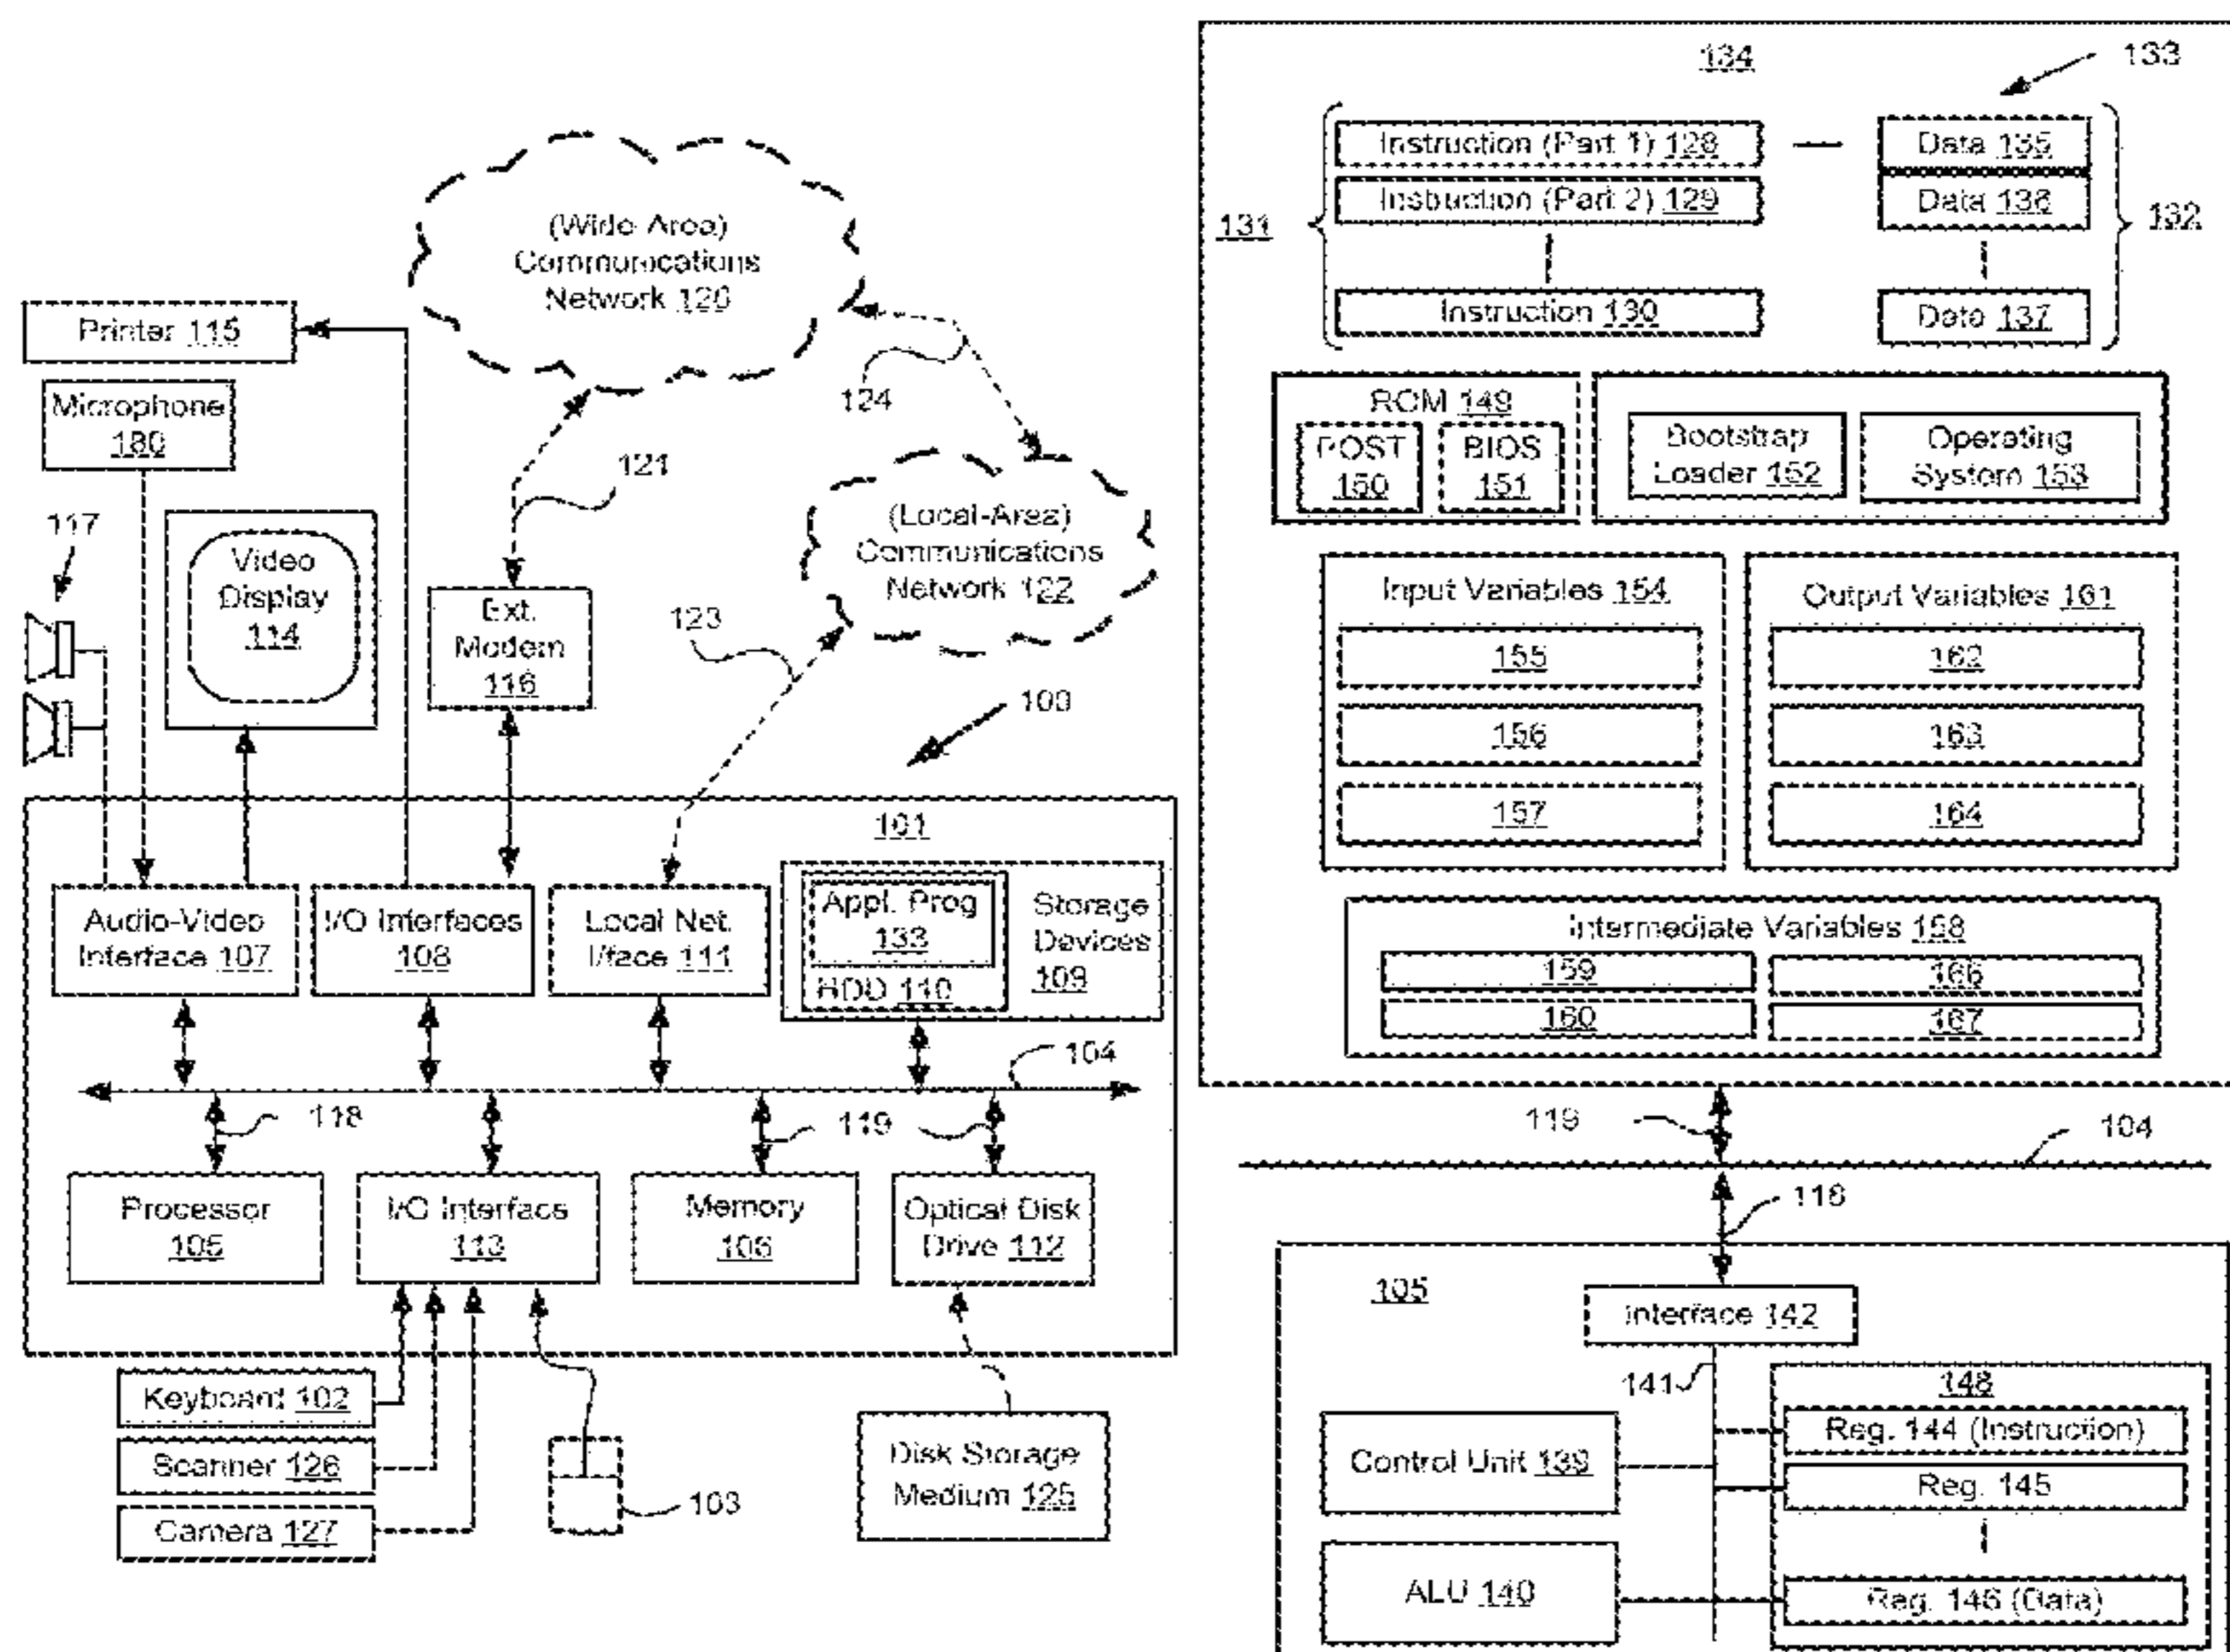 (Wide-Area)
Communications
Network 120
Printer 115
Microphone
180
121
124
117
Video
Display
114
Ext.
Modem
116
(Local-Area)
Communications
Network 122
123
100
101
Audio-Video
Interface 107
I/O Interfaces
108
Local Net.
I/face 111
Appl. Prog
133
HDD 110
Storage
Devices
109
104
118
119
Processor
105
I/O Interface
113
Memory
106
Optical Disk
Drive 112
Keyboard 102
Scanner 126
Camera 127
103
Disk Storage
Medium 125
134
133
131
Instruction (Part 1) 128
Instruction (Part 2) 129
Instruction 130
Data 135
Data 136
Data 137
132
ROM 149
POST
150
BIOS
151
Bootstrap
Loader 152
Operating
System 153
Input Variables 154
155
156
157
Output Variables 161
162
163
164
Intermediate Variables 158
159
160
166
167
119
104
118
105
Interface 142
141
Control Unit 139
ALU 140
148
Reg. 144 (Instruction)
Reg. 145
Reg. 146 (Data)